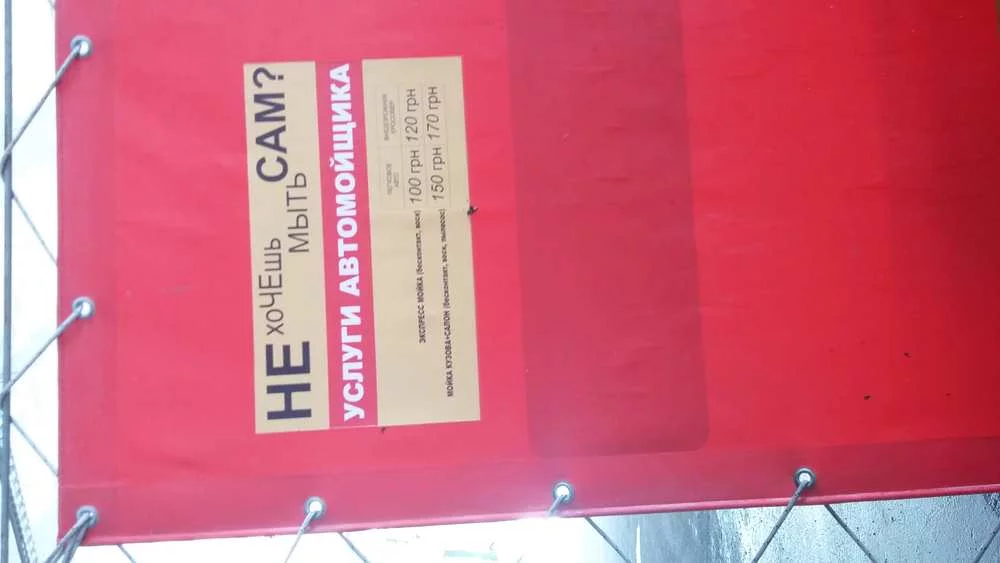 НЕ хоЧЕшь
МЫТЬ САМ?
УСЛУГИ АВТОМОЙЩИКА
ЛЕГКОВОЕ АВТО ВНЕДОРОЖНИК КРОССОВЕР
ЭКСПРЕСС МОЙКА (бесконтакт, воск) 100 грн 120 грн
МОЙКА КУЗОВА+САЛОН (бесконтакт, воск, пылесос) 150 грн 170 грн